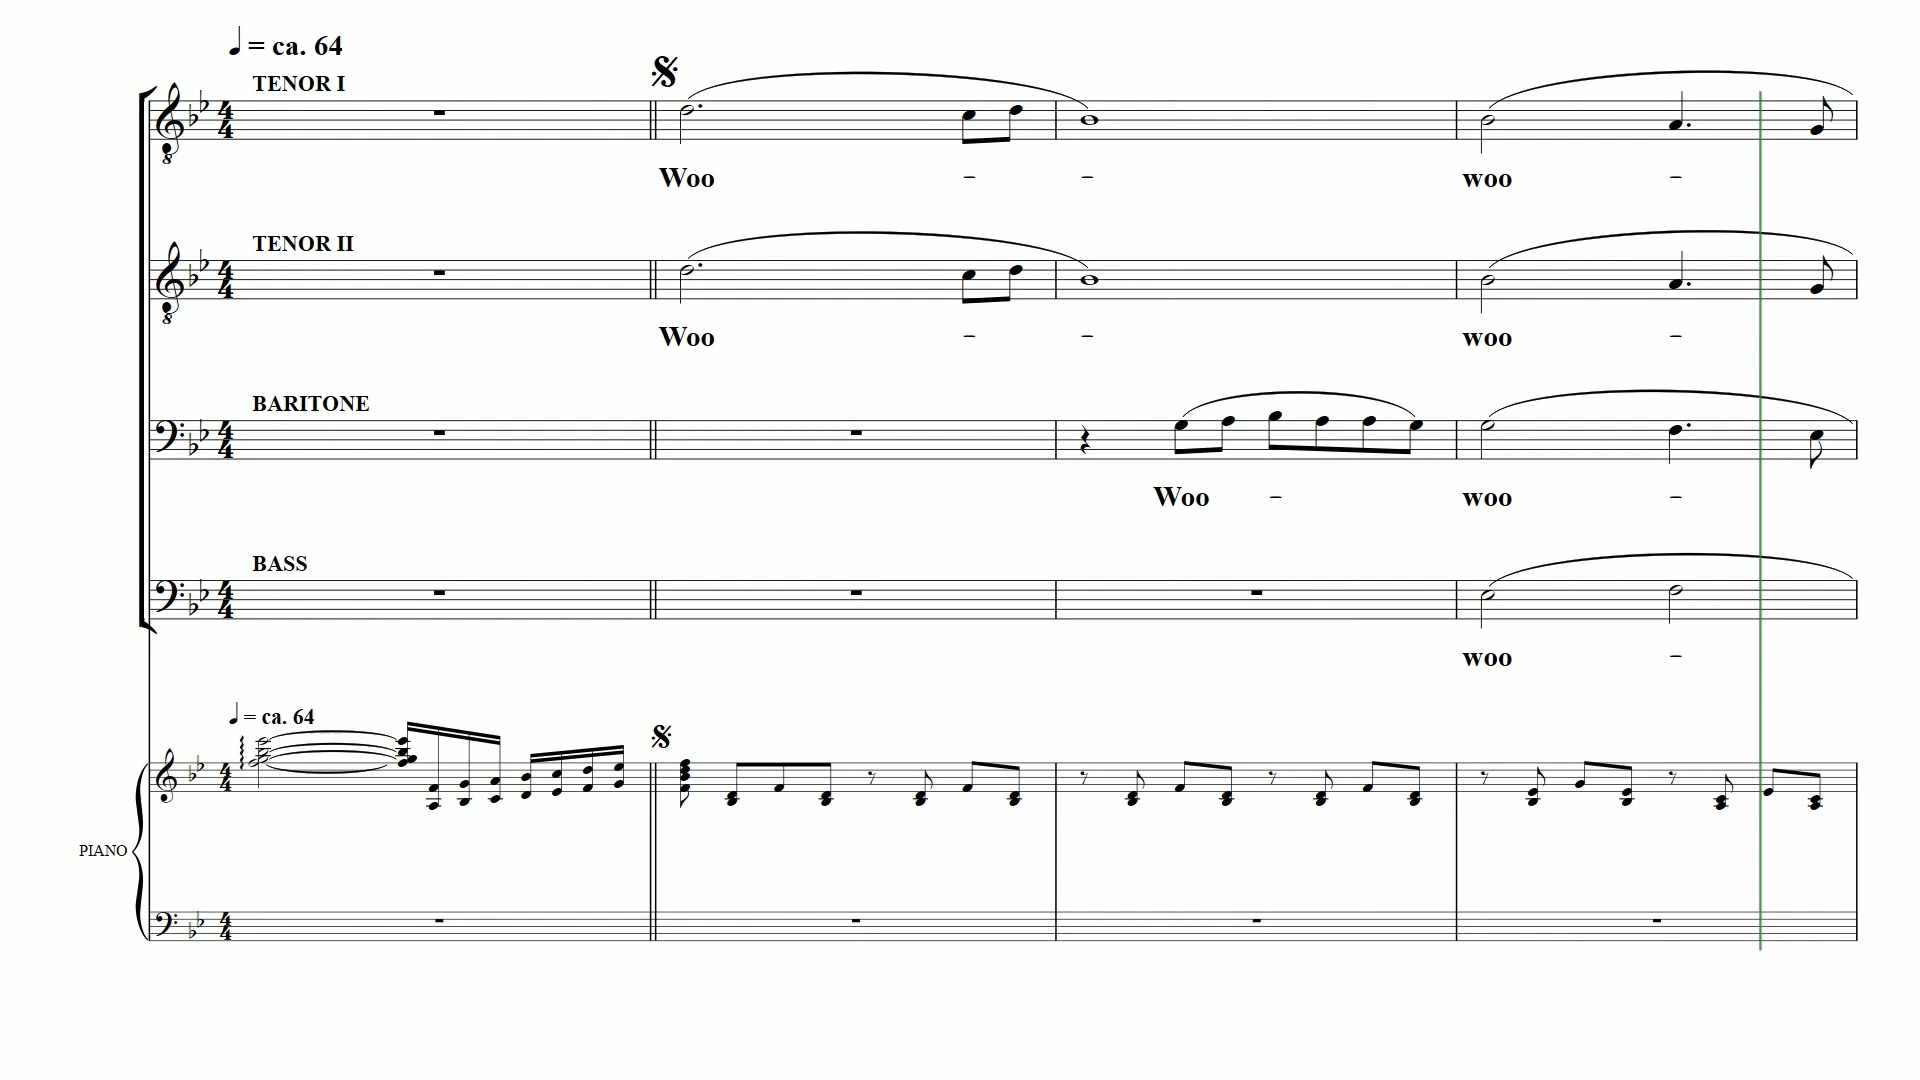 ♩ = ca. 64
TENOR I
Woo - - woo -
TENOR II
Woo - - woo -
BARITONE
Woo - woo -
BASS
woo -
♩ = ca. 64
PIANO